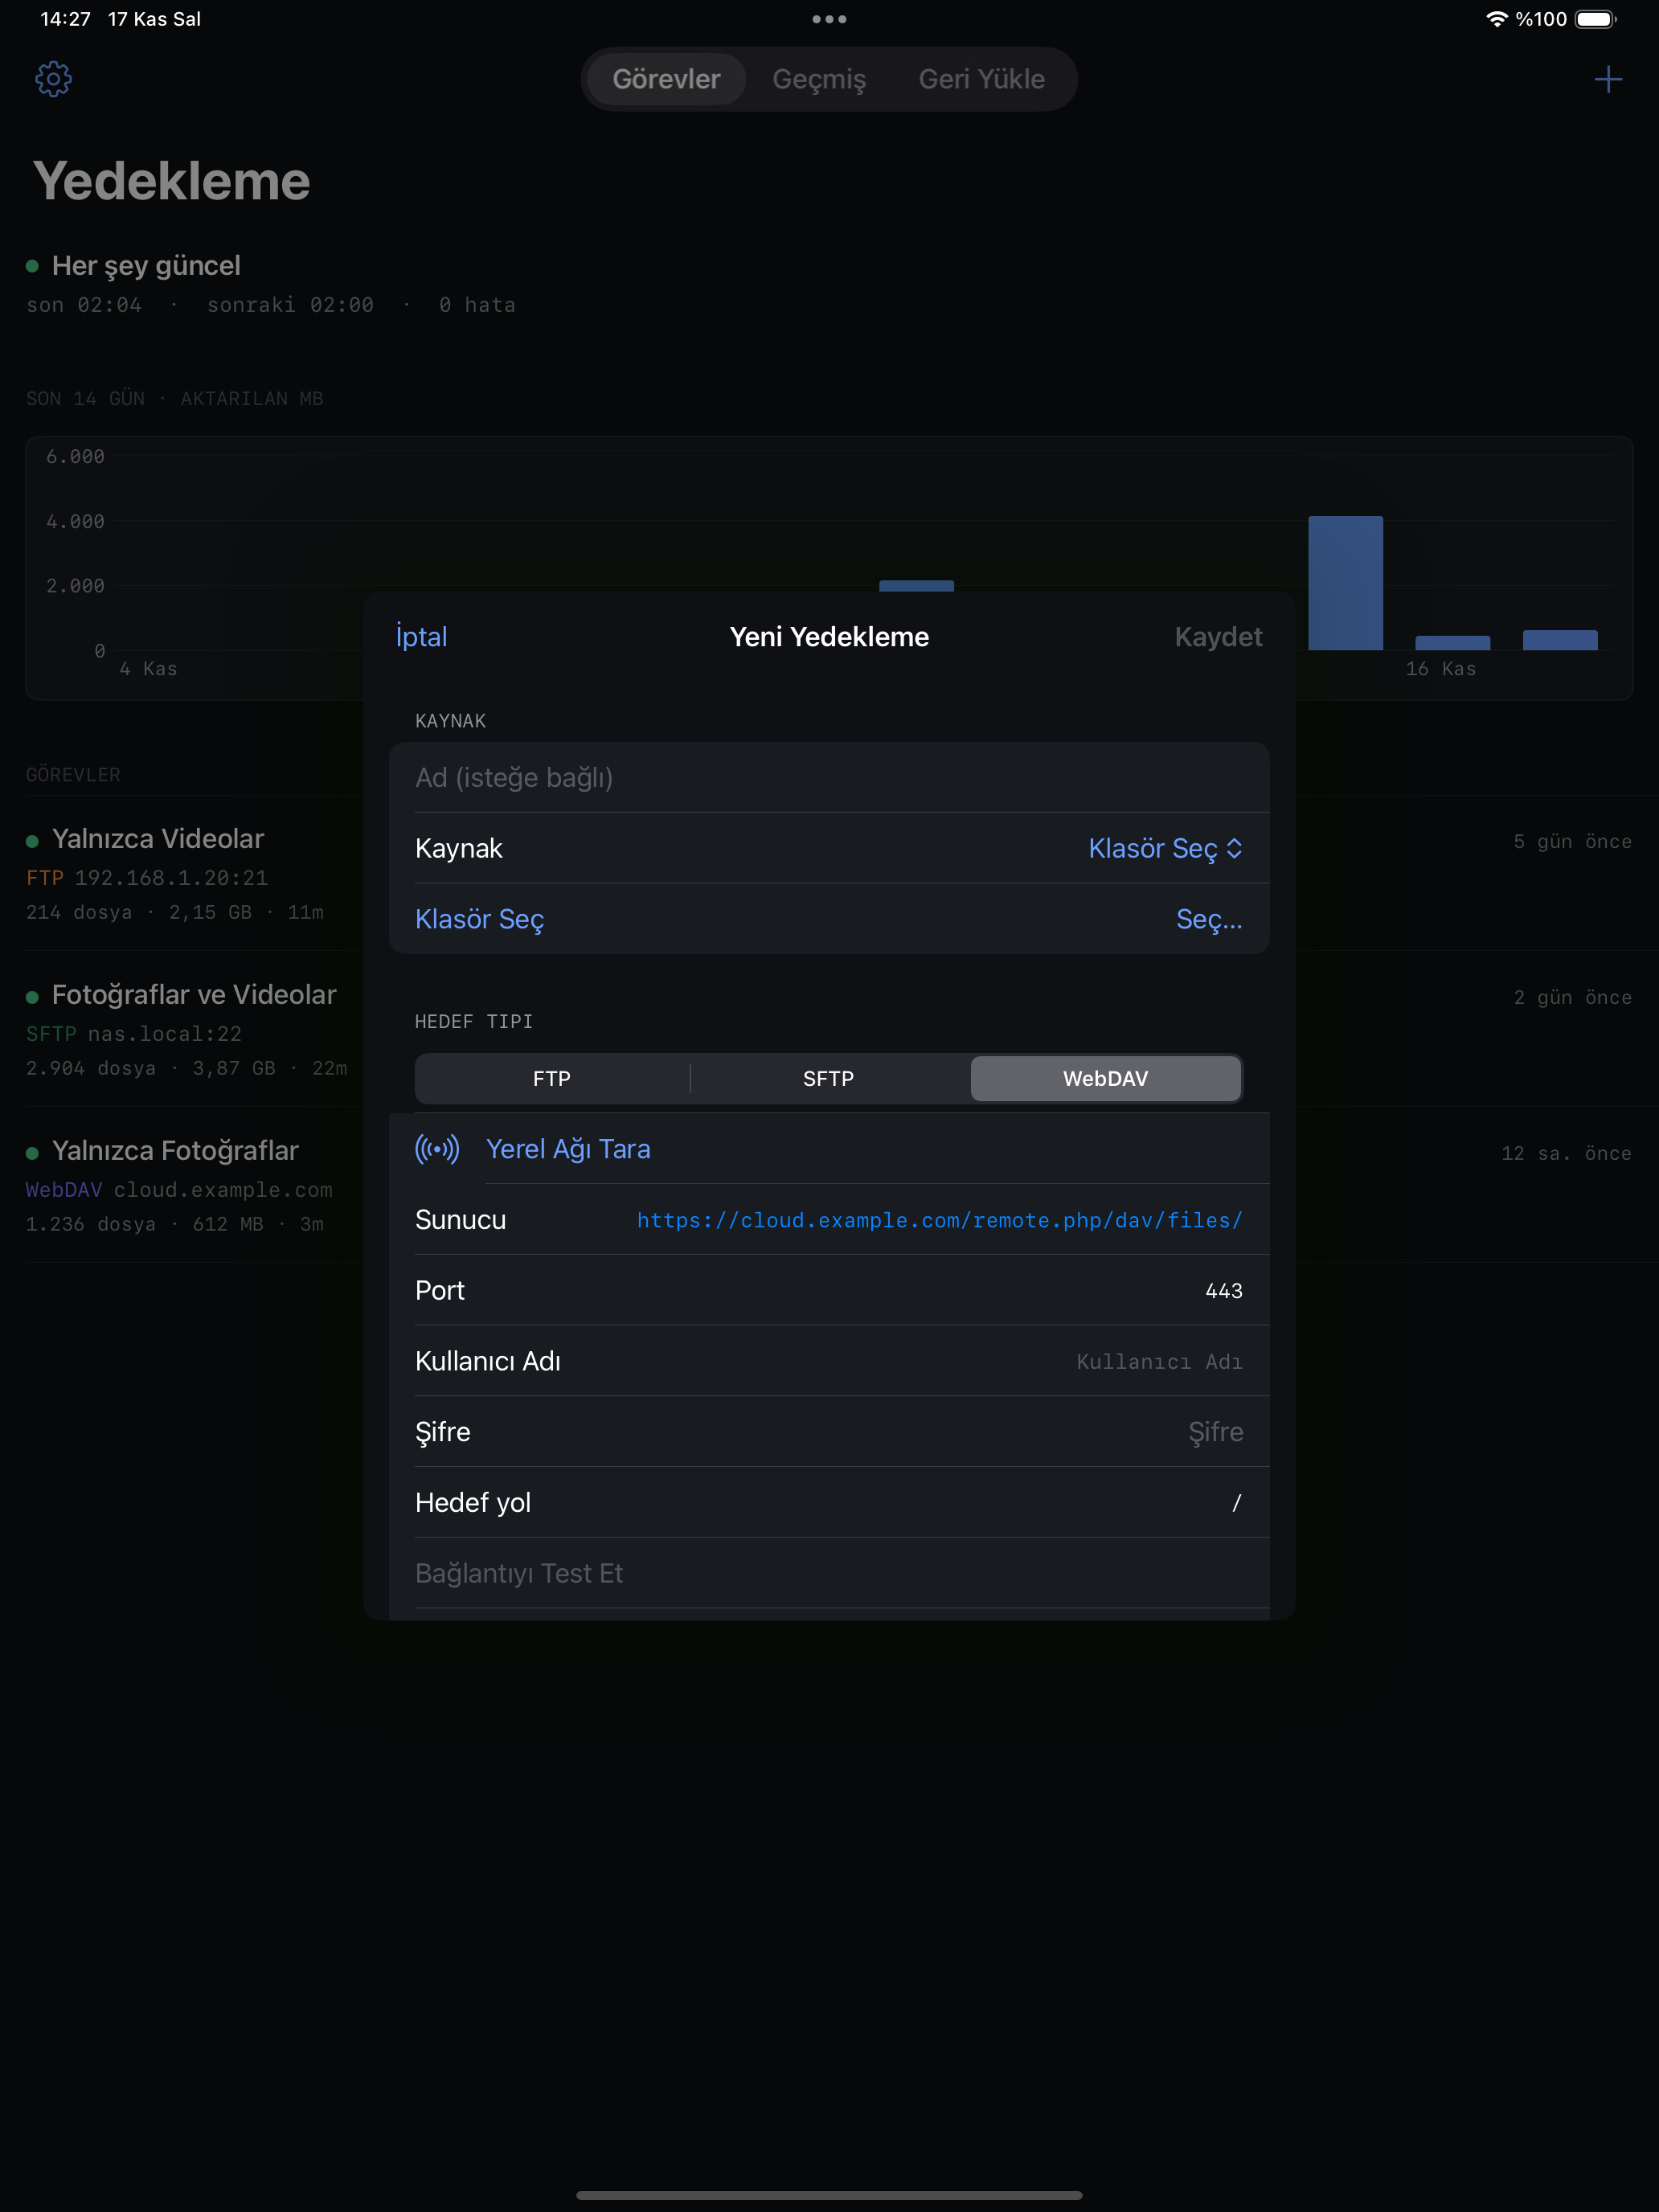 14:27 17 Kas Sal
%100
Görevler Geçmiş Geri Yükle
Yedekleme
Her şey güncel
son 02:04 · sonraki 02:00 · 0 hata
SON 14 GÜN · AKTARILAN MB
6.000
4.000
2.000
0
4 Kas
16 Kas
GÖREVLER
Yalnızca Videolar
5 gün önce
FTP 192.168.1.20:21
214 dosya · 2,15 GB · 11m
Fotoğraflar ve Videolar
2 gün önce
SFTP nas.local:22
2.904 dosya · 3,87 GB · 22m
Yalnızca Fotoğraflar
12 sa. önce
WebDAV cloud.example.com
1.236 dosya · 612 MB · 3m
İptal Yeni Yedekleme Kaydet
KAYNAK
Ad (isteğe bağlı)
Kaynak Klasör Seç
Klasör Seç Seç...
HEDEF TIPI
FTP SFTP WebDAV
Yerel Ağı Tara
Sunucu https://cloud.example.com/remote.php/dav/files/
Port 443
Kullanıcı Adı Kullanıcı Adı
Şifre Şifre
Hedef yol /
Bağlantıyı Test Et